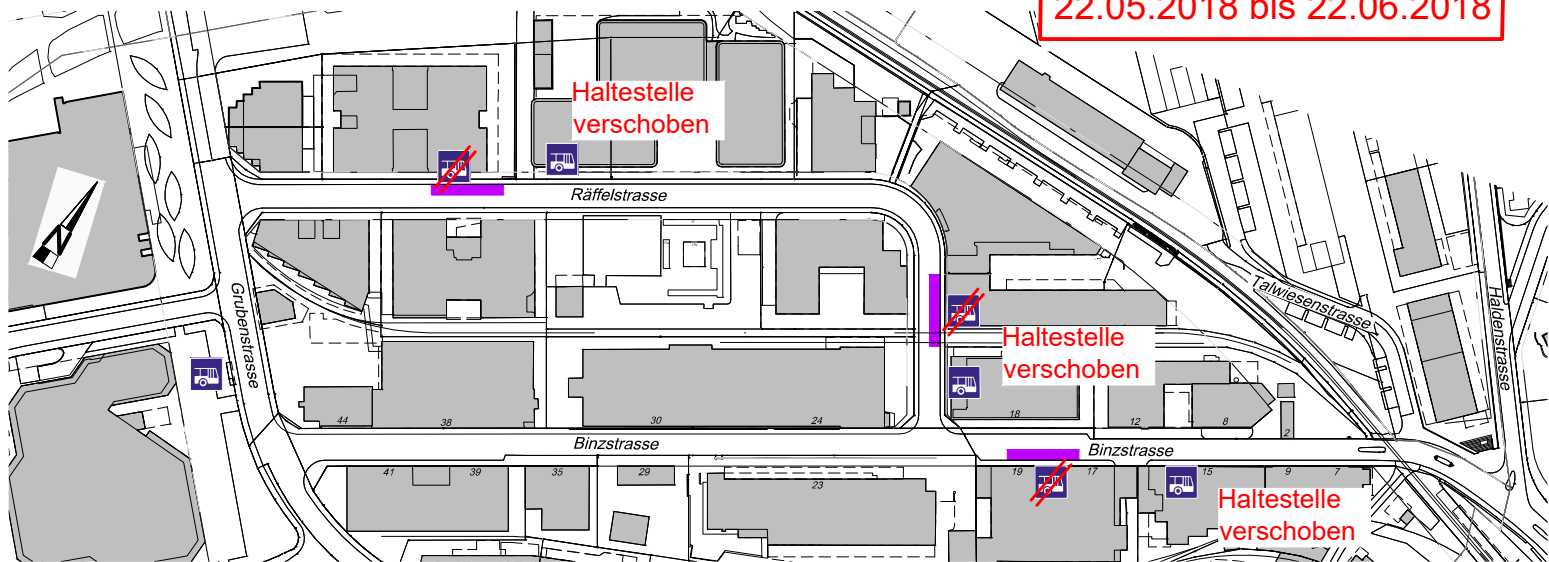 22.05.2018 bis 22.06.2018
Haltestelle
verschoben
Räffelstrasse
Talwiesenstrasse
Haldenstrasse
Grubenstrasse
Haltestelle
verschoben
44
38
30
24
18
12
8
2
Binzstrasse
Binzstrasse
41
39
35
29
23
19
17
15
9
7
Haltestelle
verschoben